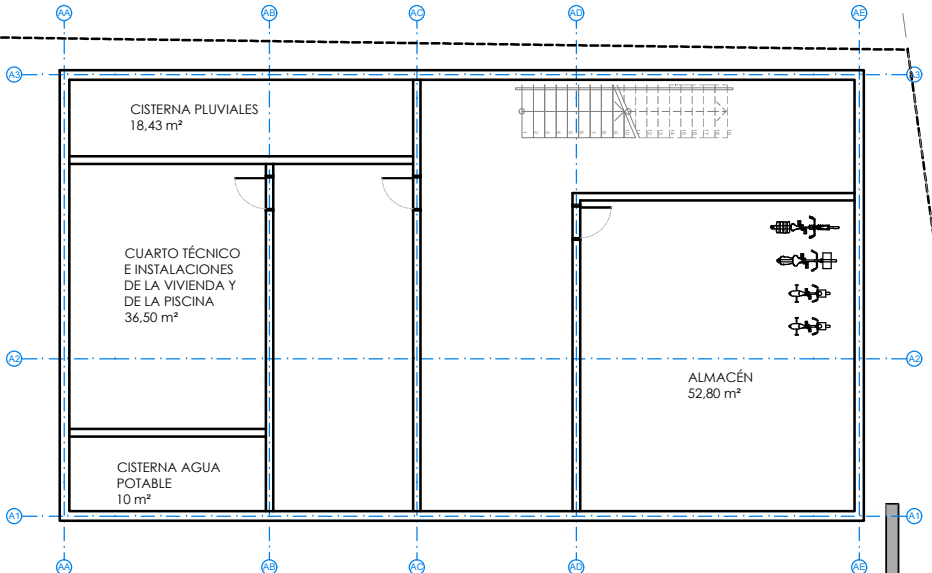 AA AB AC AD AE
A3 A3
CISTERNA PLUVIALES
18,43 m²
CUARTO TÉCNICO
E INSTALACIONES
DE LA VIVIENDA Y
DE LA PISCINA
36,50 m²
A2 A2
ALMACÉN
52,80 m²
CISTERNA AGUA
POTABLE
10 m²
A1 A1
AA AB AC AD AE